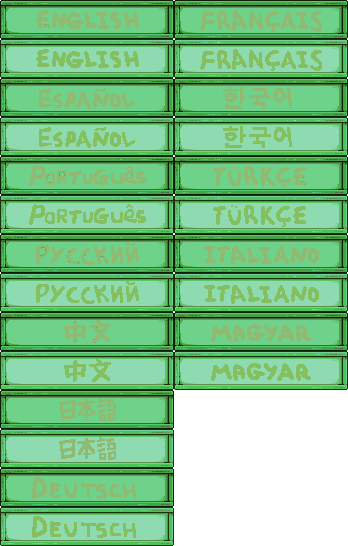 ENGLISH FRANÇAIS
ENGLISH FRANÇAIS
ESPAÑOL 한국어
ESPAÑOL 한국어
PORTUGUÊS TÜRKÇE
PORTUGUÊS TÜRKÇE
РУССКИЙ ITALIANO
РУССКИЙ ITALIANO
中文 MAGYAR
中文 MAGYAR
日本語
日本語
DEUTSCH
DEUTSCH